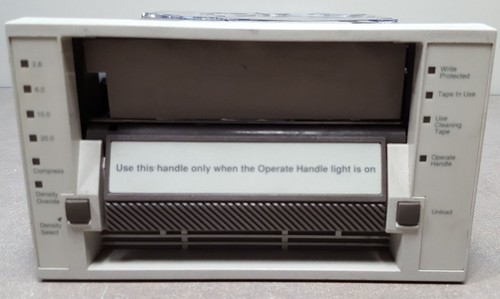 2.6
6.0
10.0
20.0
Compress
Density
Override
Density
Select
Use this handle only when the Operate Handle light is on
Write
Protected
Tape In Use
Use
Cleaning
Tape
Operate
Handle
Unload